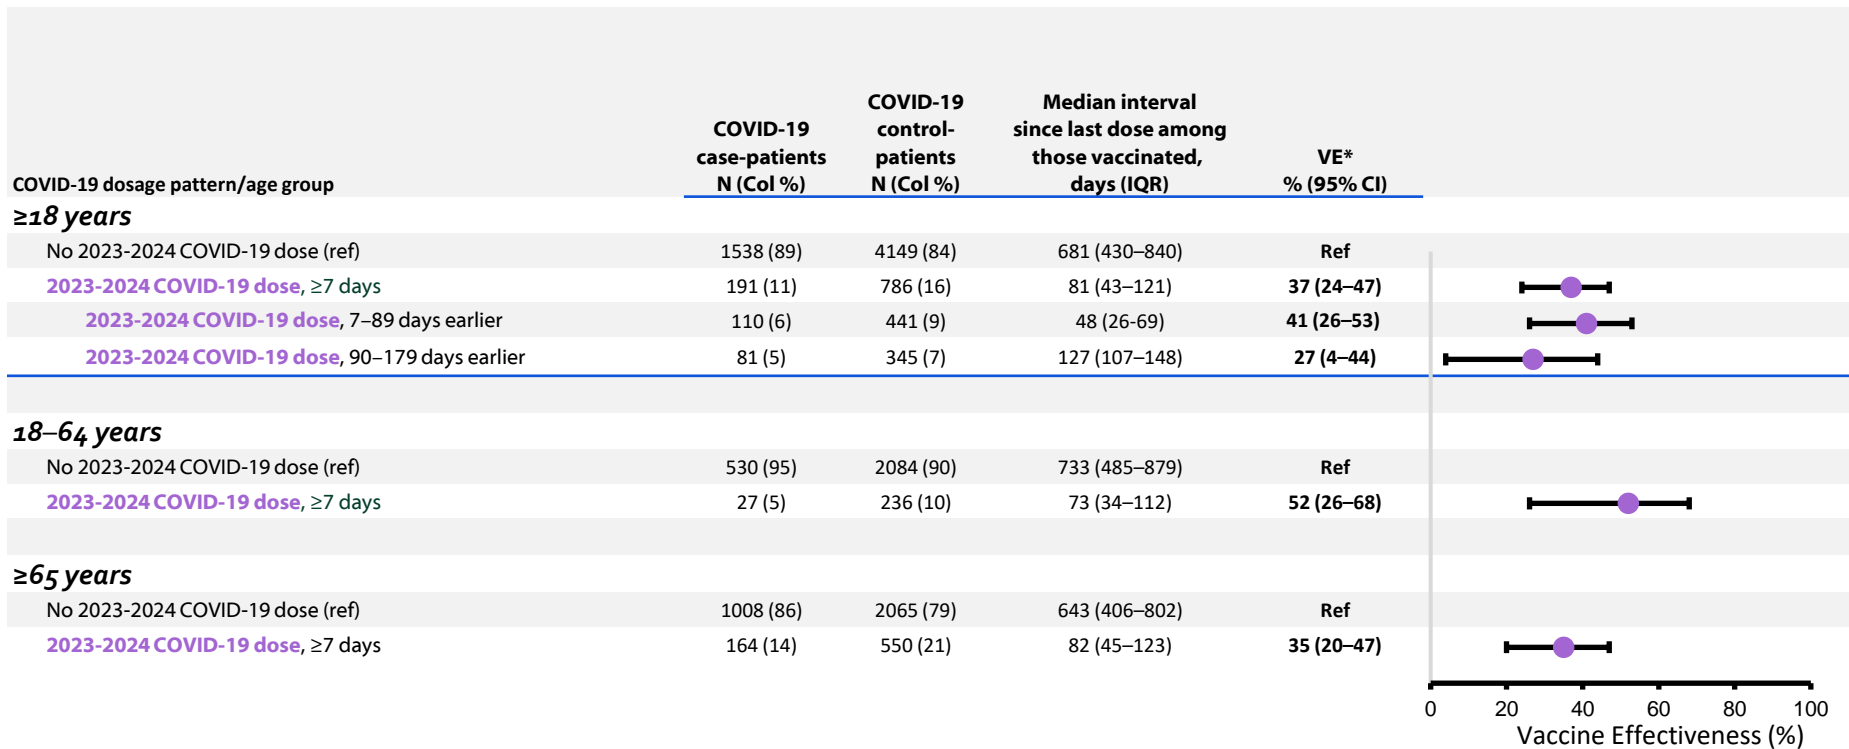 COVID-19 dosage pattern/age group
COVID-19
case-patients
N (Col %)
COVID-19
control-
patients
N (Col %)
Median interval
since last dose among
those vaccinated,
days (IQR)
VE*
% (95% CI)
≥18 years
No 2023-2024 COVID-19 dose (ref) 1538 (89) 4149 (84) 681 (430–840) Ref
2023-2024 COVID-19 dose, ≥7 days 191 (11) 786 (16) 81 (43–121) 37 (24–47)
2023-2024 COVID-19 dose, 7–89 days earlier 110 (6) 441 (9) 48 (26-69) 41 (26–53)
2023-2024 COVID-19 dose, 90–179 days earlier 81 (5) 345 (7) 127 (107–148) 27 (4–44)
18–64 years
No 2023-2024 COVID-19 dose (ref) 530 (95) 2084 (90) 733 (485–879) Ref
2023-2024 COVID-19 dose, ≥7 days 27 (5) 236 (10) 73 (34–112) 52 (26–68)
≥65 years
No 2023-2024 COVID-19 dose (ref) 1008 (86) 2065 (79) 643 (406–802) Ref
2023-2024 COVID-19 dose, ≥7 days 164 (14) 550 (21) 82 (45–123) 35 (20–47)
0 20 40 60 80 100
Vaccine Effectiveness (%)